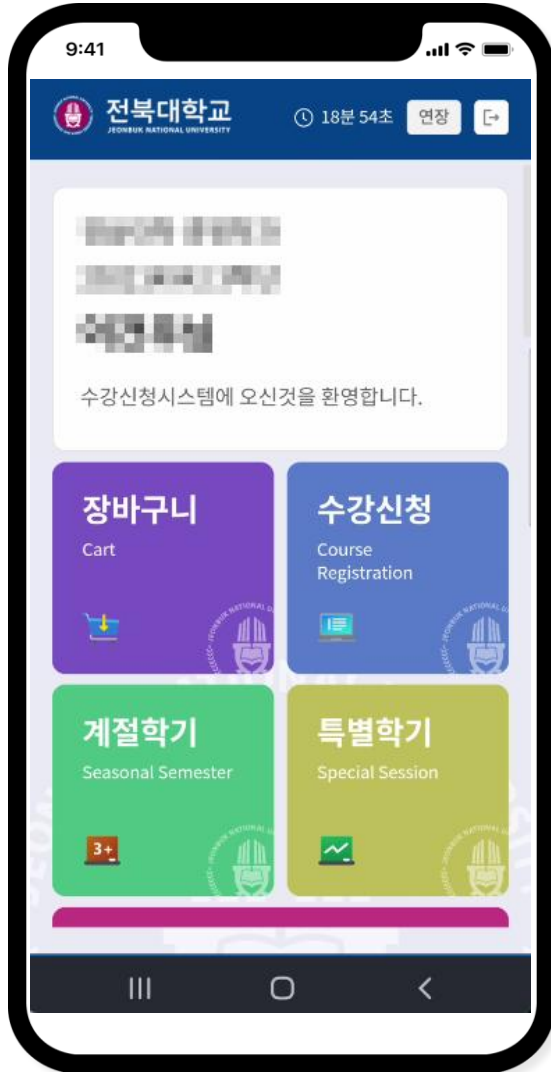 9:41
전북대학교
JEONBUK NATIONAL UNIVERSITY
18분 54초
연장
수강신청시스템에 오신것을 환영합니다.
장바구니
Cart
수강신청
Course
Registration
계절학기
Seasonal Semester
특별학기
Special Session
3+